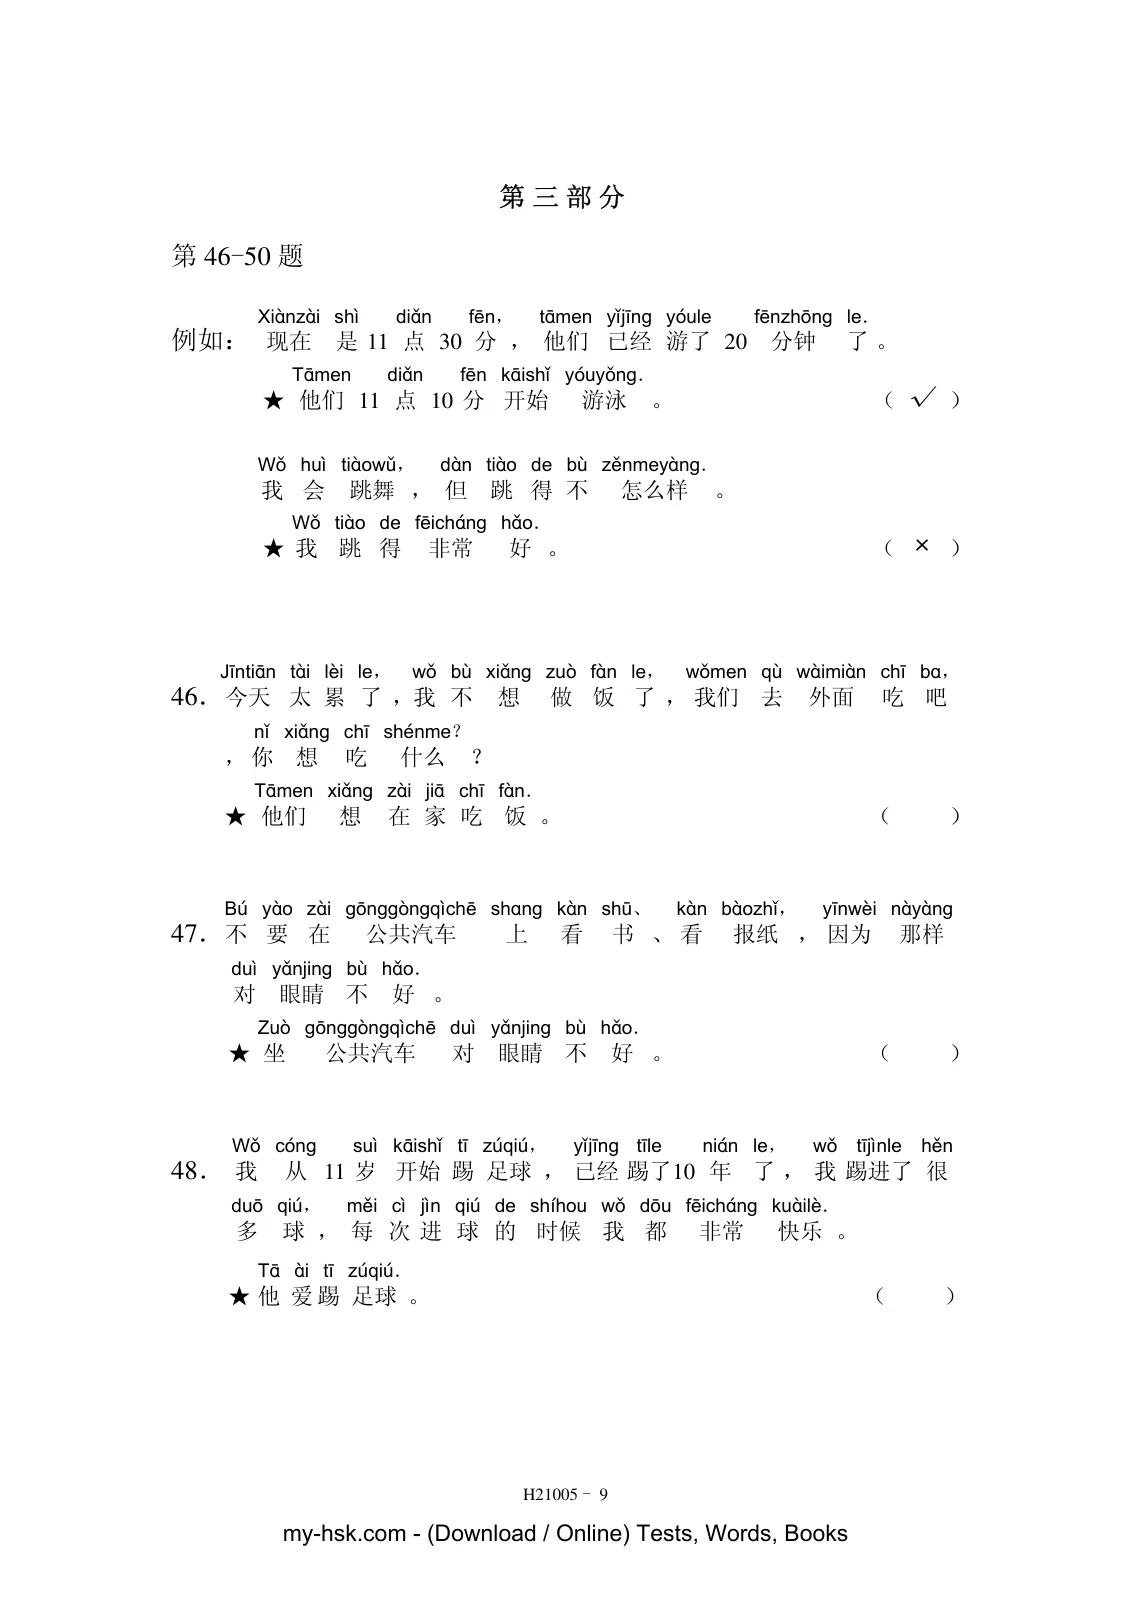 第三部分
第 46-50 题
Xiànzài shì diǎn fēn, tāmen yǐjīng yóule fēnzhōng le.
例如： 现在 是 11 点 30 分 ， 他们 已经 游了 20 分钟 了 。
Tāmen diǎn fēn kāishǐ yóuyǒng.
★ 他们 11 点 10 分 开始 游泳 。 （ ✓ ）
Wǒ huì tiàowǔ, dàn tiào de bù zěnmeyàng.
我 会 跳舞 ， 但 跳 得 不 怎么样 。
Wǒ tiào de fēicháng hǎo.
★ 我 跳 得 非常 好 。 （ × ）
Jīntiān tài lèi le, wǒ bù xiǎng zuò fàn le, wǒmen qù wàimiàn chī ba,
46．今天 太 累 了 ，我 不 想 做 饭 了 ，我们 去 外面 吃 吧
nǐ xiǎng chī shénme?
，你 想 吃 什么 ？
Tāmen xiǎng zài jiā chī fàn.
★ 他们 想 在 家 吃 饭 。 （ ）
Bú yào zài gōnggòngqìchē shang kàn shū、 kàn bàozhǐ, yīnwèi nàyàng
47．不 要 在 公共汽车 上 看 书 、看 报纸 ，因为 那样
duì yǎnjing bù hǎo.
对 眼睛 不 好 。
Zuò gōnggòngqìchē duì yǎnjing bù hǎo.
★ 坐 公共汽车 对 眼睛 不 好 。 （ ）
Wǒ cóng suì kāishǐ tī zúqiú, yǐjīng tīle nián le, wǒ tījìnle hěn
48．我 从 11 岁 开始 踢 足球 ，已经 踢了10 年 了 ，我 踢进了 很
duō qiú, měi cì jìn qiú de shíhou wǒ dōu fēicháng kuàilè.
多 球 ，每 次 进 球 的 时候 我 都 非常 快乐 。
Tā ài tī zúqiú.
★ 他 爱 踢 足球 。 （ ）
H21005 - 9
my-hsk.com - (Download / Online) Tests, Words, Books